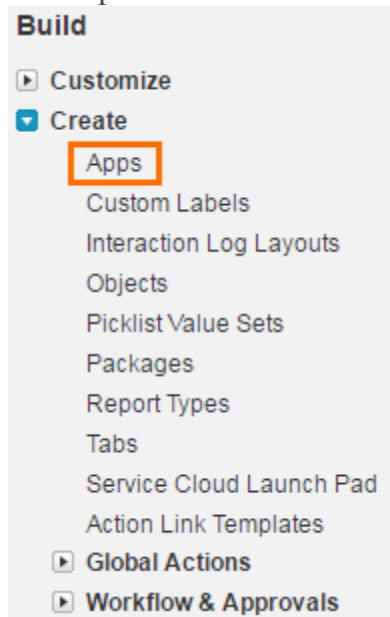 Build
Customize
Create
Apps
Custom Labels
Interaction Log Layouts
Objects
Picklist Value Sets
Packages
Report Types
Tabs
Service Cloud Launch Pad
Action Link Templates
Global Actions
Workflow & Approvals